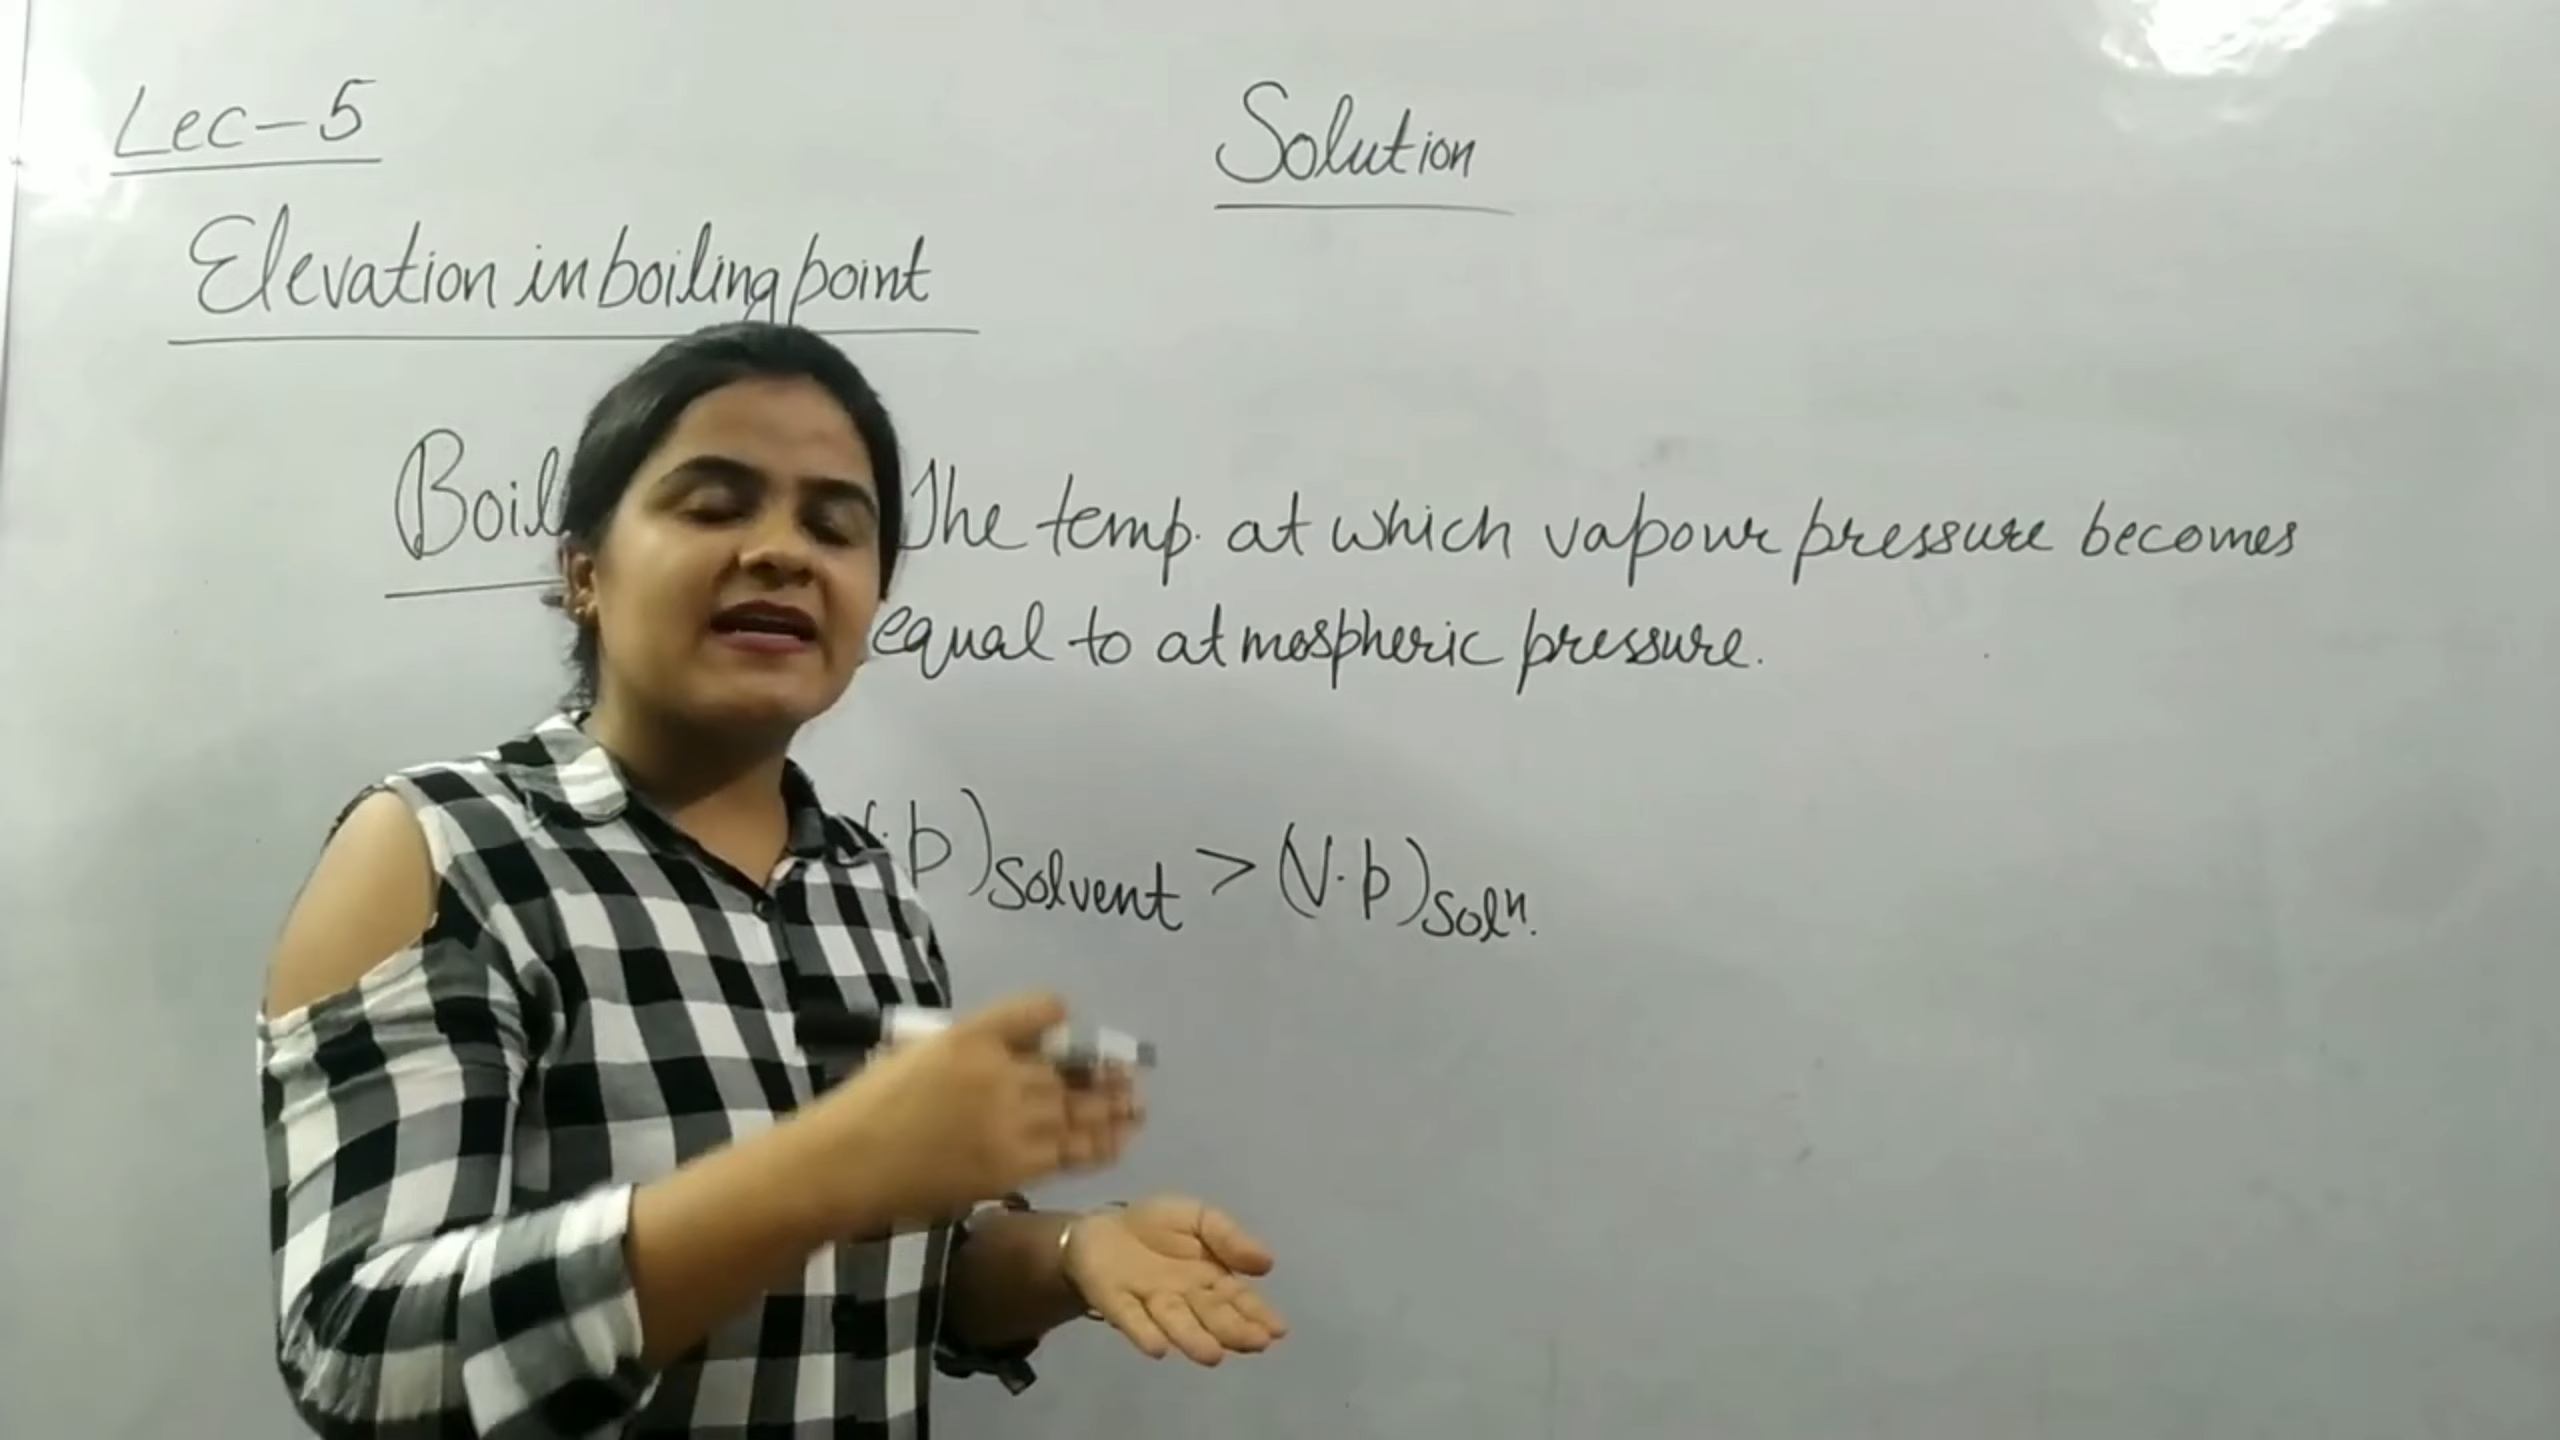 Lec-5
Solution
Elevation in boiling point
The temp. at which vapour pressure becomes
equal to atmospheric pressure.
p)solvent > (V.p)solⁿ.